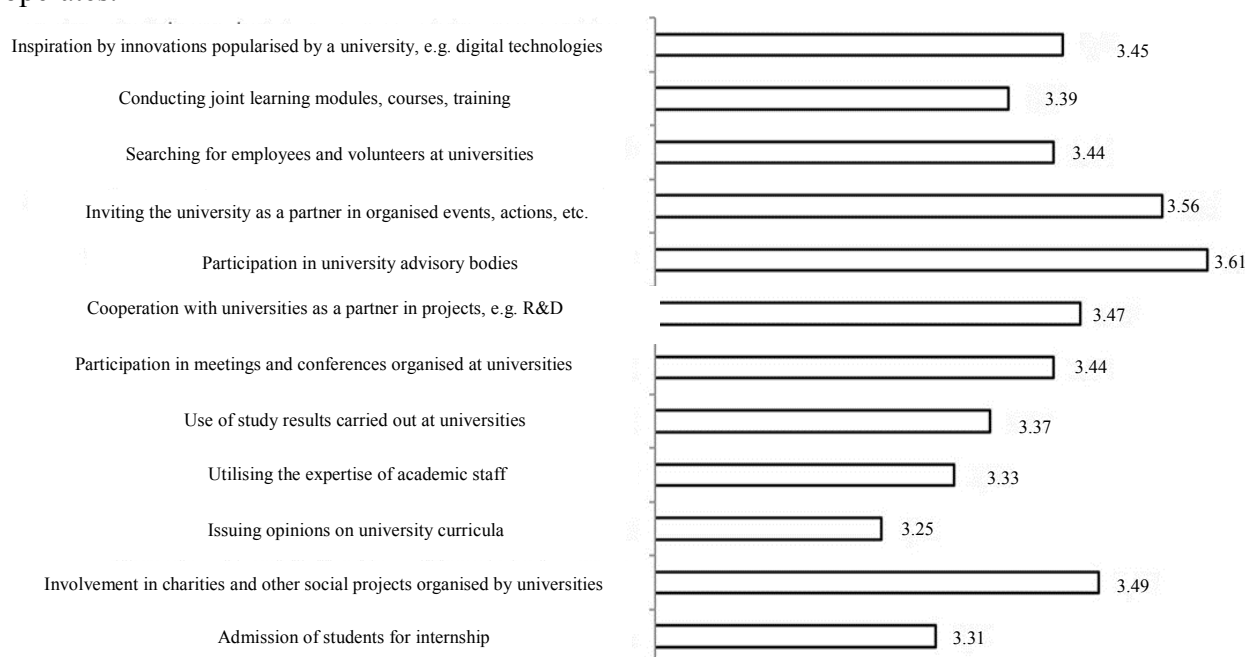 Inspiration by innovations popularised by a university, e.g. digital technologies 3.45
Conducting joint learning modules, courses, training 3.39
Searching for employees and volunteers at universities 3.44
Inviting the university as a partner in organised events, actions, etc. 3.56
Participation in university advisory bodies 3.61
Cooperation with universities as a partner in projects, e.g. R&D 3.47
Participation in meetings and conferences organised at universities 3.44
Use of study results carried out at universities 3.37
Utilising the expertise of academic staff 3.33
Issuing opinions on university curricula 3.25
Involvement in charities and other social projects organised by universities 3.49
Admission of students for internship 3.31